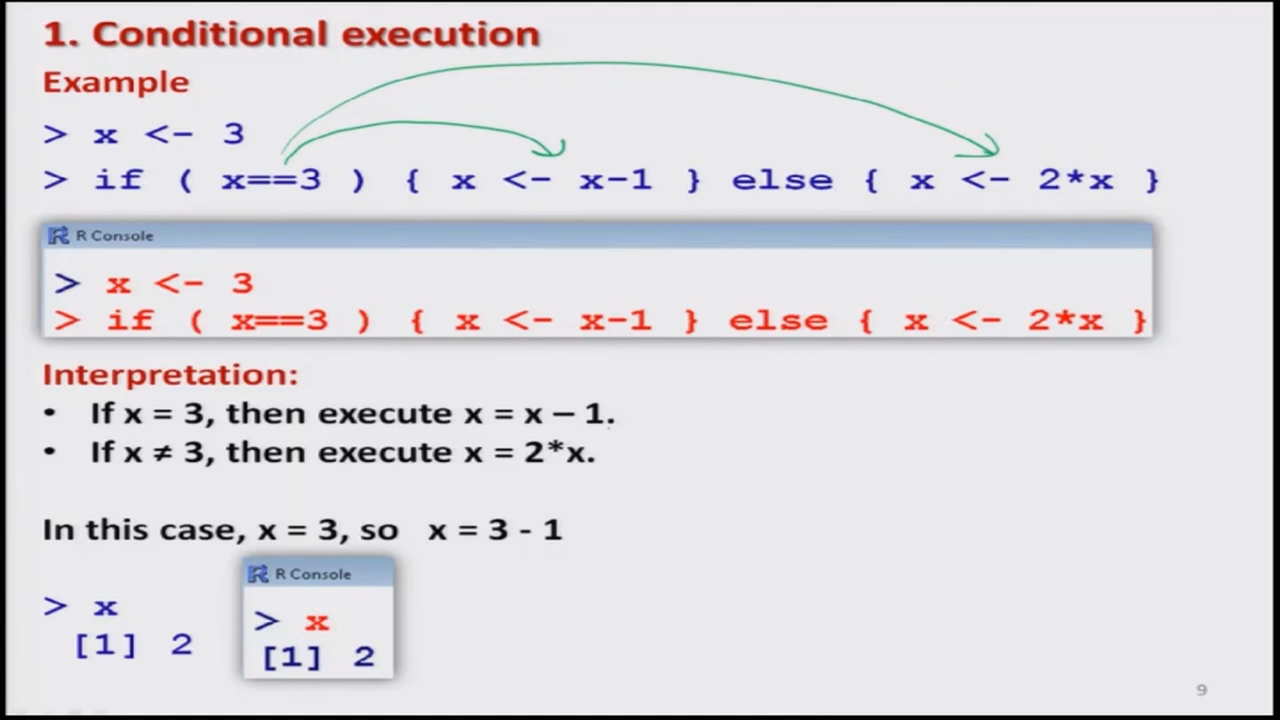 1. Conditional execution
Example
> x <- 3
> if ( x==3 ) { x <- x-1 } else { x <- 2*x }
R Console
> x <- 3
> if ( x==3 ) { x <- x-1 } else { x <- 2*x }
Interpretation:
• If x = 3, then execute x = x – 1.
• If x ≠ 3, then execute x = 2*x.
In this case, x = 3, so x = 3 - 1
> x
[1] 2
R Console
> x
[1] 2
9